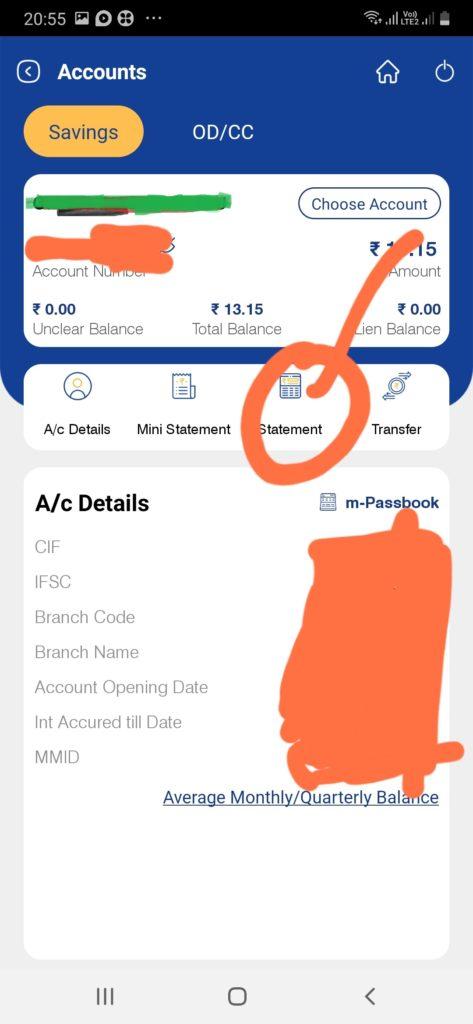 20:55
Vo))
LTE2
Accounts
Savings OD/CC
Choose Account
Account Number
Amount
₹ 0.00 ₹ 13.15 ₹ 0.00
Unclear Balance Total Balance Lien Balance
A/c Details Mini Statement Statement Transfer
A/c Details m-Passbook
CIF
IFSC
Branch Code
Branch Name
Account Opening Date
Int Accured till Date
MMID
Average Monthly/Quarterly Balance